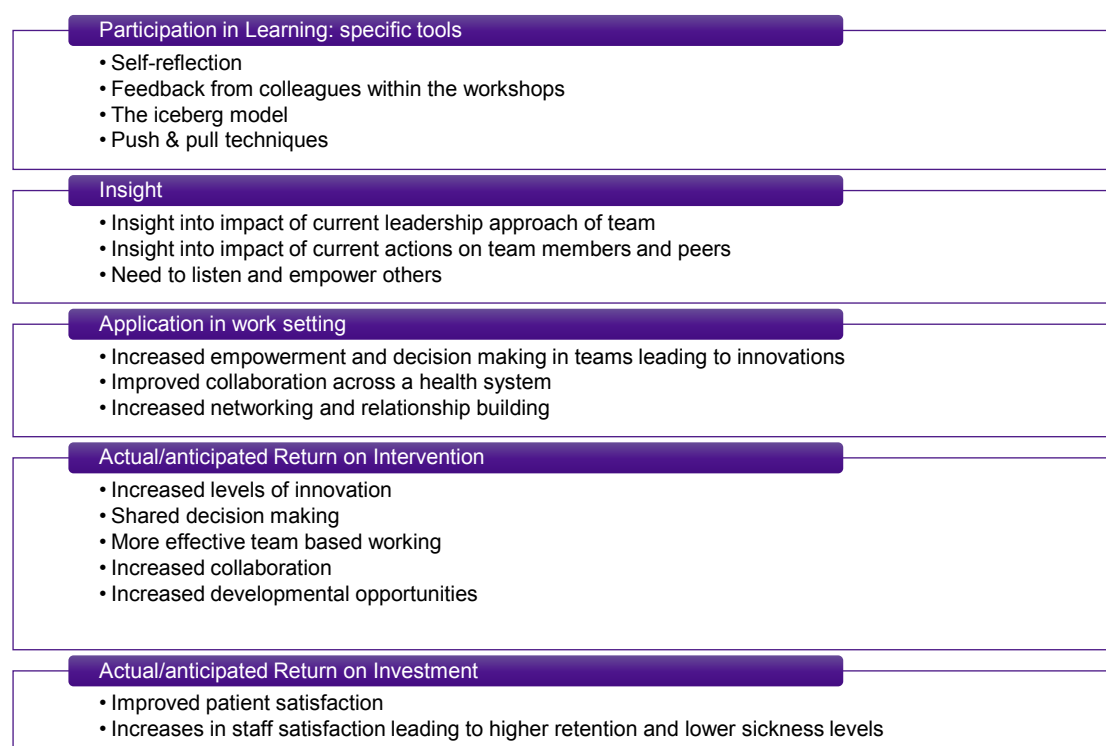 Participation in Learning: specific tools
• Self-reflection
• Feedback from colleagues within the workshops
• The iceberg model
• Push & pull techniques
Insight
• Insight into impact of current leadership approach of team
• Insight into impact of current actions on team members and peers
• Need to listen and empower others
Application in work setting
• Increased empowerment and decision making in teams leading to innovations
• Improved collaboration across a health system
• Increased networking and relationship building
Actual/anticipated Return on Intervention
• Increased levels of innovation
• Shared decision making
• More effective team based working
• Increased collaboration
• Increased developmental opportunities
Actual/anticipated Return on Investment
• Improved patient satisfaction
• Increases in staff satisfaction leading to higher retention and lower sickness levels